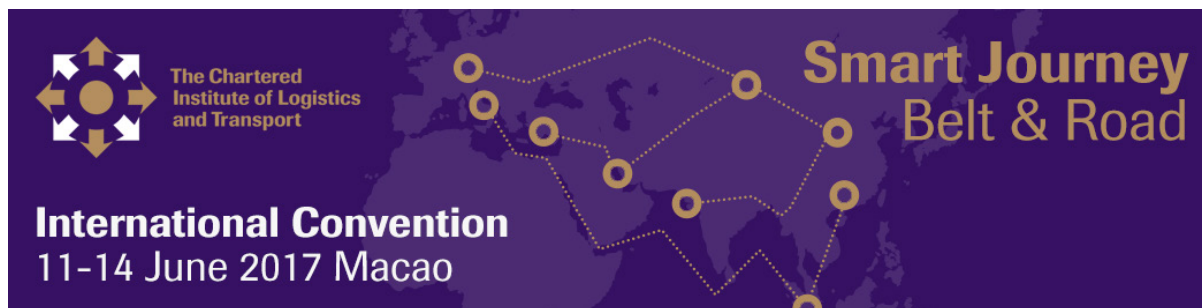 The Chartered
Institute of Logistics
and Transport
Smart Journey
Belt & Road
International Convention
11-14 June 2017 Macao